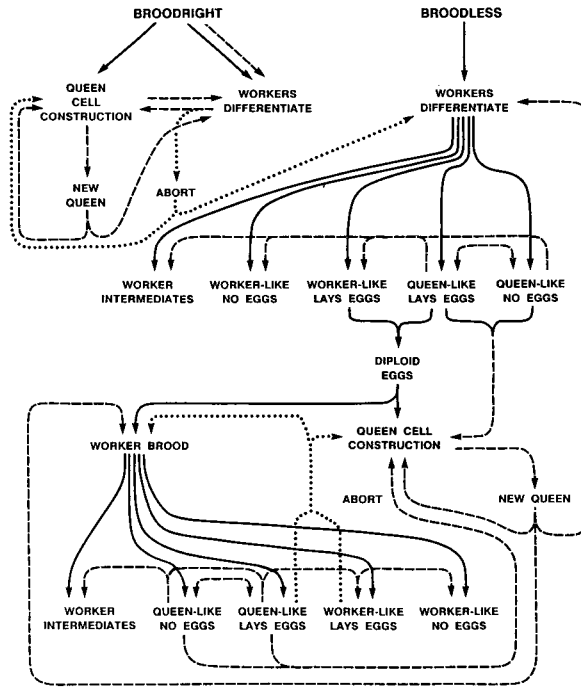 BROODRIGHT
BROODLESS
QUEEN
CELL
CONSTRUCTION
WORKERS
DIFFERENTIATE
WORKERS
DIFFERENTIATE
NEW
QUEEN
ABORT
WORKER
INTERMEDIATES
WORKER-LIKE
NO EGGS
WORKER-LIKE
LAYS EGGS
QUEEN-LIKE
LAYS EGGS
QUEEN-LIKE
NO EGGS
DIPLOID
EGGS
WORKER BROOD
QUEEN CELL
CONSTRUCTION
ABORT
NEW QUEEN
WORKER
INTERMEDIATES
QUEEN-LIKE
NO EGGS
QUEEN-LIKE
LAYS EGGS
WORKER-LIKE
LAYS EGGS
WORKER-LIKE
NO EGGS